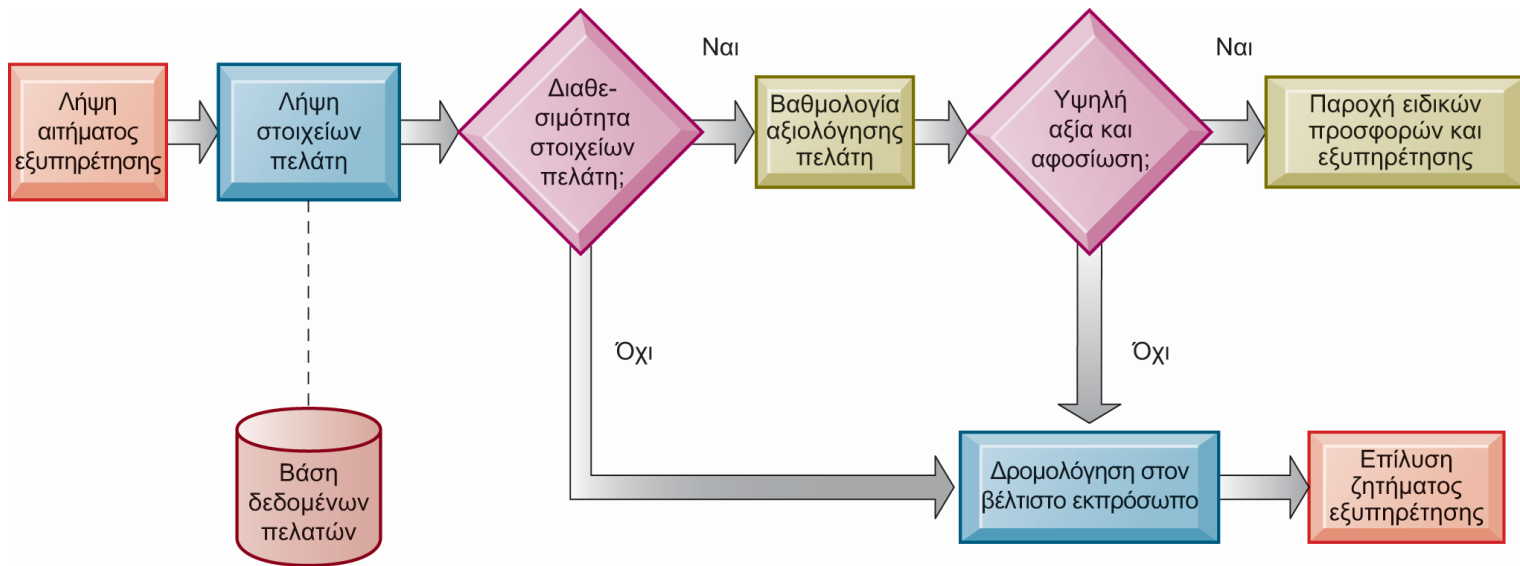 Λήψη
αιτήματος
εξυπηρέτησης
Λήψη
στοιχείων
πελάτη
Διαθε-
σιμότητα
στοιχείων
πελάτη;
Ναι
Βαθμολογία
αξιολόγησης
πελάτη
Υψηλή
αξία και
αφοσίωση;
Ναι
Παροχή ειδικών
προσφορών και
εξυπηρέτησης
Όχι
Όχι
Βάση
δεδομένων
πελατών
Δρομολόγηση στον
βέλτιστο εκπρόσωπο
Επίλυση
ζητήματος
εξυπηρέτησης